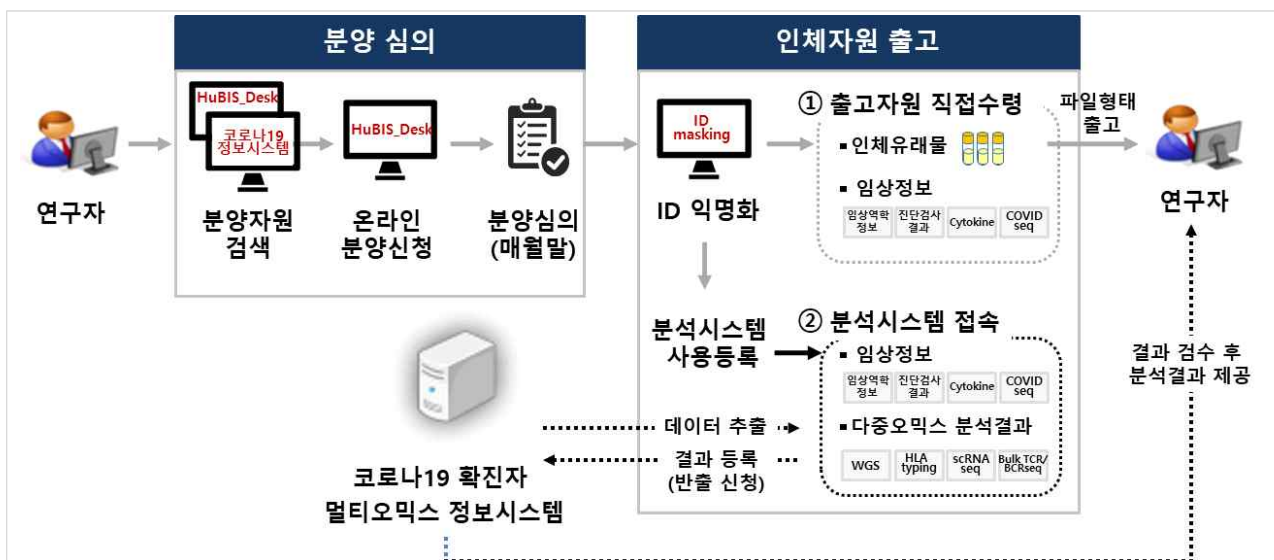 분양 심의
인체자원 출고
HuBIS_Desk
코로나19
정보시스템
HuBIS_Desk
ID
masking
① 출고자원 직접수령
▪인체유래물
▪임상정보
임상역학
정보
진단검사
결과
Cytokine
COVID
seq
파일형태
출고
연구자
분양자원
검색
온라인
분양신청
분양심의
(매월말)
ID 익명화
연구자
분석시스템
사용등록
② 분석시스템 접속
▪임상정보
임상역학
정보
진단검사
결과
Cytokine
COVID
seq
▪다중오믹스 분석결과
WGS
HLA
typing
scRNA
seq
Bulk TCR/
BCRseq
데이터 추출
결과 등록
(반출 신청)
결과 검수 후
분석결과 제공
코로나19 확진자
멀티오믹스 정보시스템